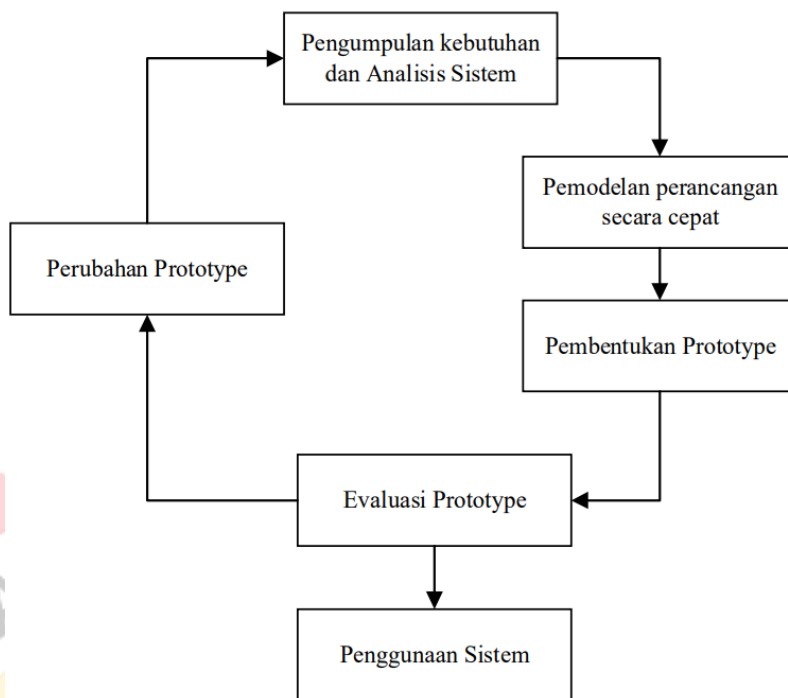 Pengumpulan kebutuhan
dan Analisis Sistem
Pemodelan perancangan
secara cepat
Perubahan Prototype
Pembentukan Prototype
Evaluasi Prototype
Penggunaan Sistem